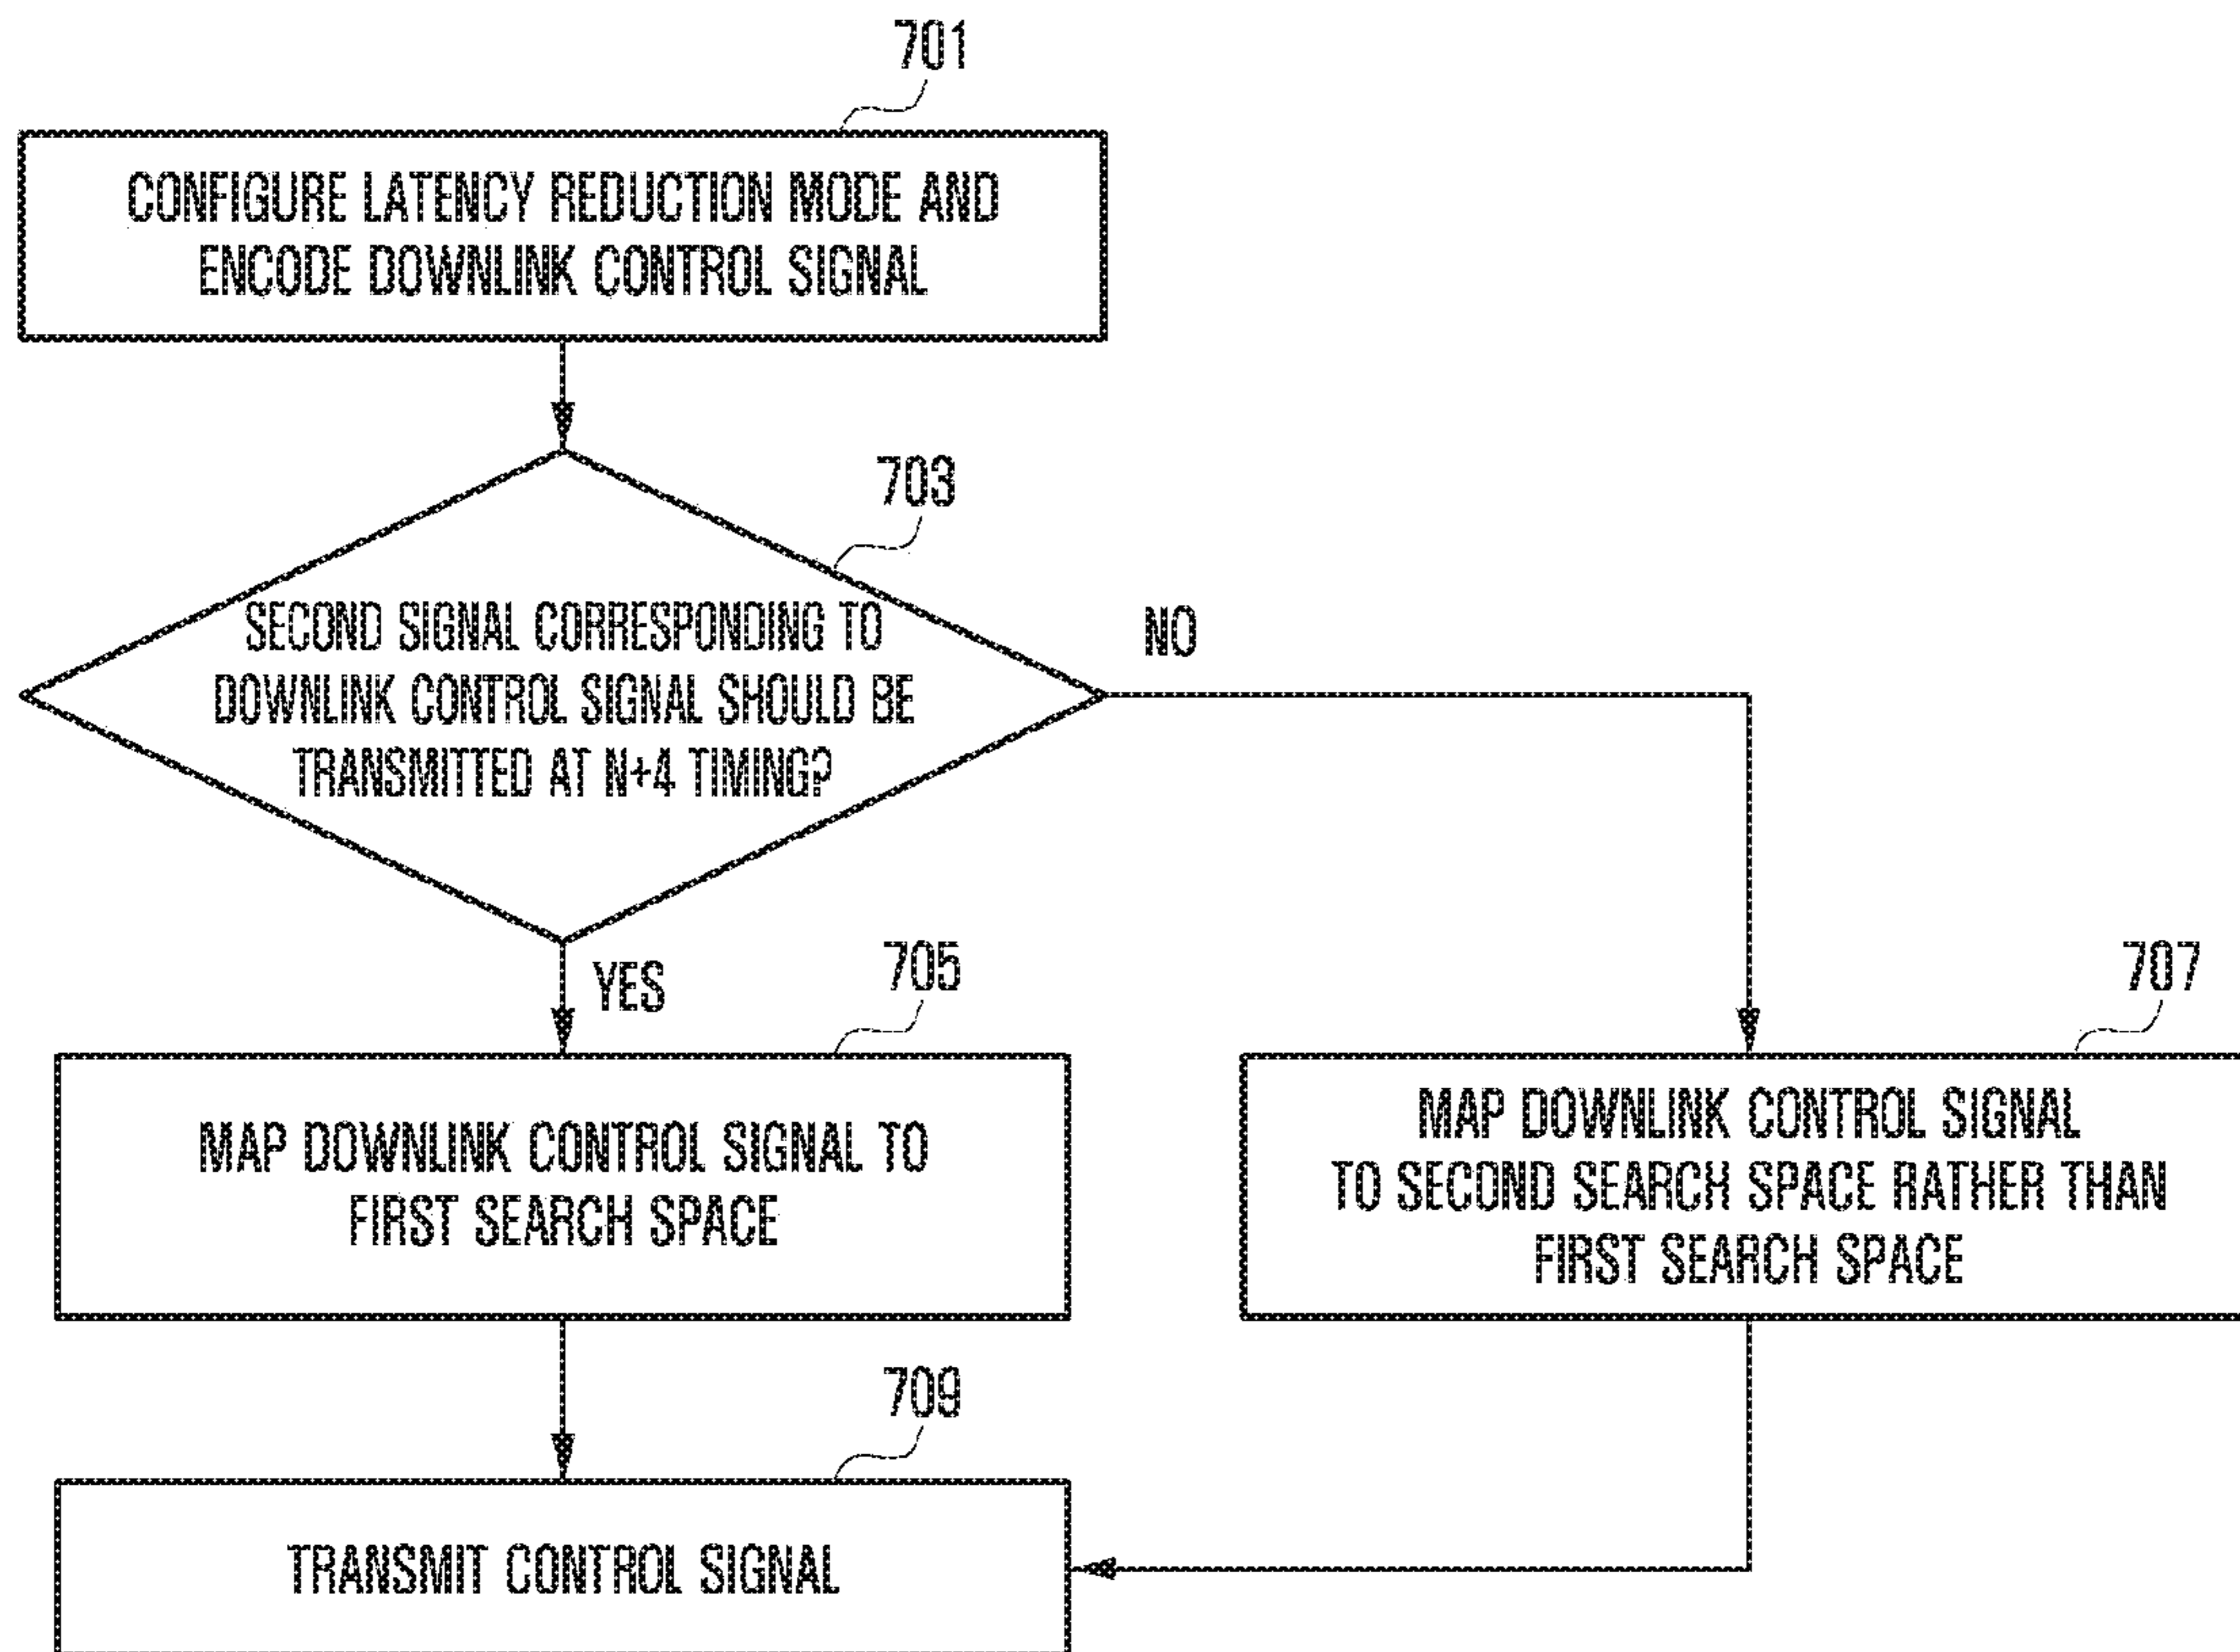 701
CONFIGURE LATENCY REDUCTION MODE AND
ENCODE DOWNLINK CONTROL SIGNAL
703
SECOND SIGNAL CORRESPONDING TO
DOWNLINK CONTROL SIGNAL SHOULD BE
TRANSMITTED AT N+4 TIMING?
NO
YES
705
MAP DOWNLINK CONTROL SIGNAL TO
FIRST SEARCH SPACE
707
MAP DOWNLINK CONTROL SIGNAL
TO SECOND SEARCH SPACE RATHER THAN
FIRST SEARCH SPACE
709
TRANSMIT CONTROL SIGNAL